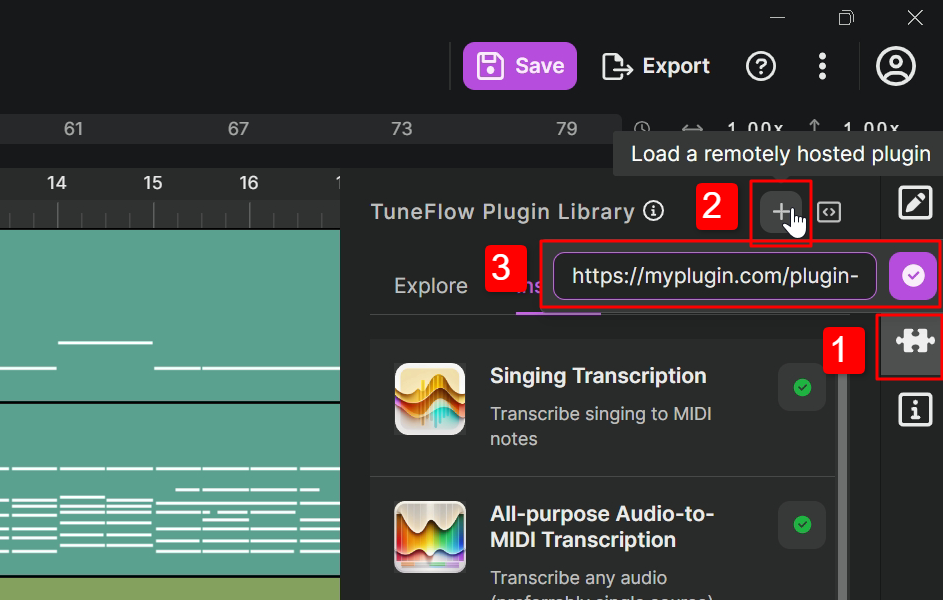 Save
Export
61
67
73
79
1.00x
1.00x
Load a remotely hosted plugin
14
15
16
TuneFlow Plugin Library
2
3
Explore
https://myplugin.com/plugin-
1
Singing Transcription
Transcribe singing to MIDI
notes
All-purpose Audio-to-
MIDI Transcription
Transcribe any audio